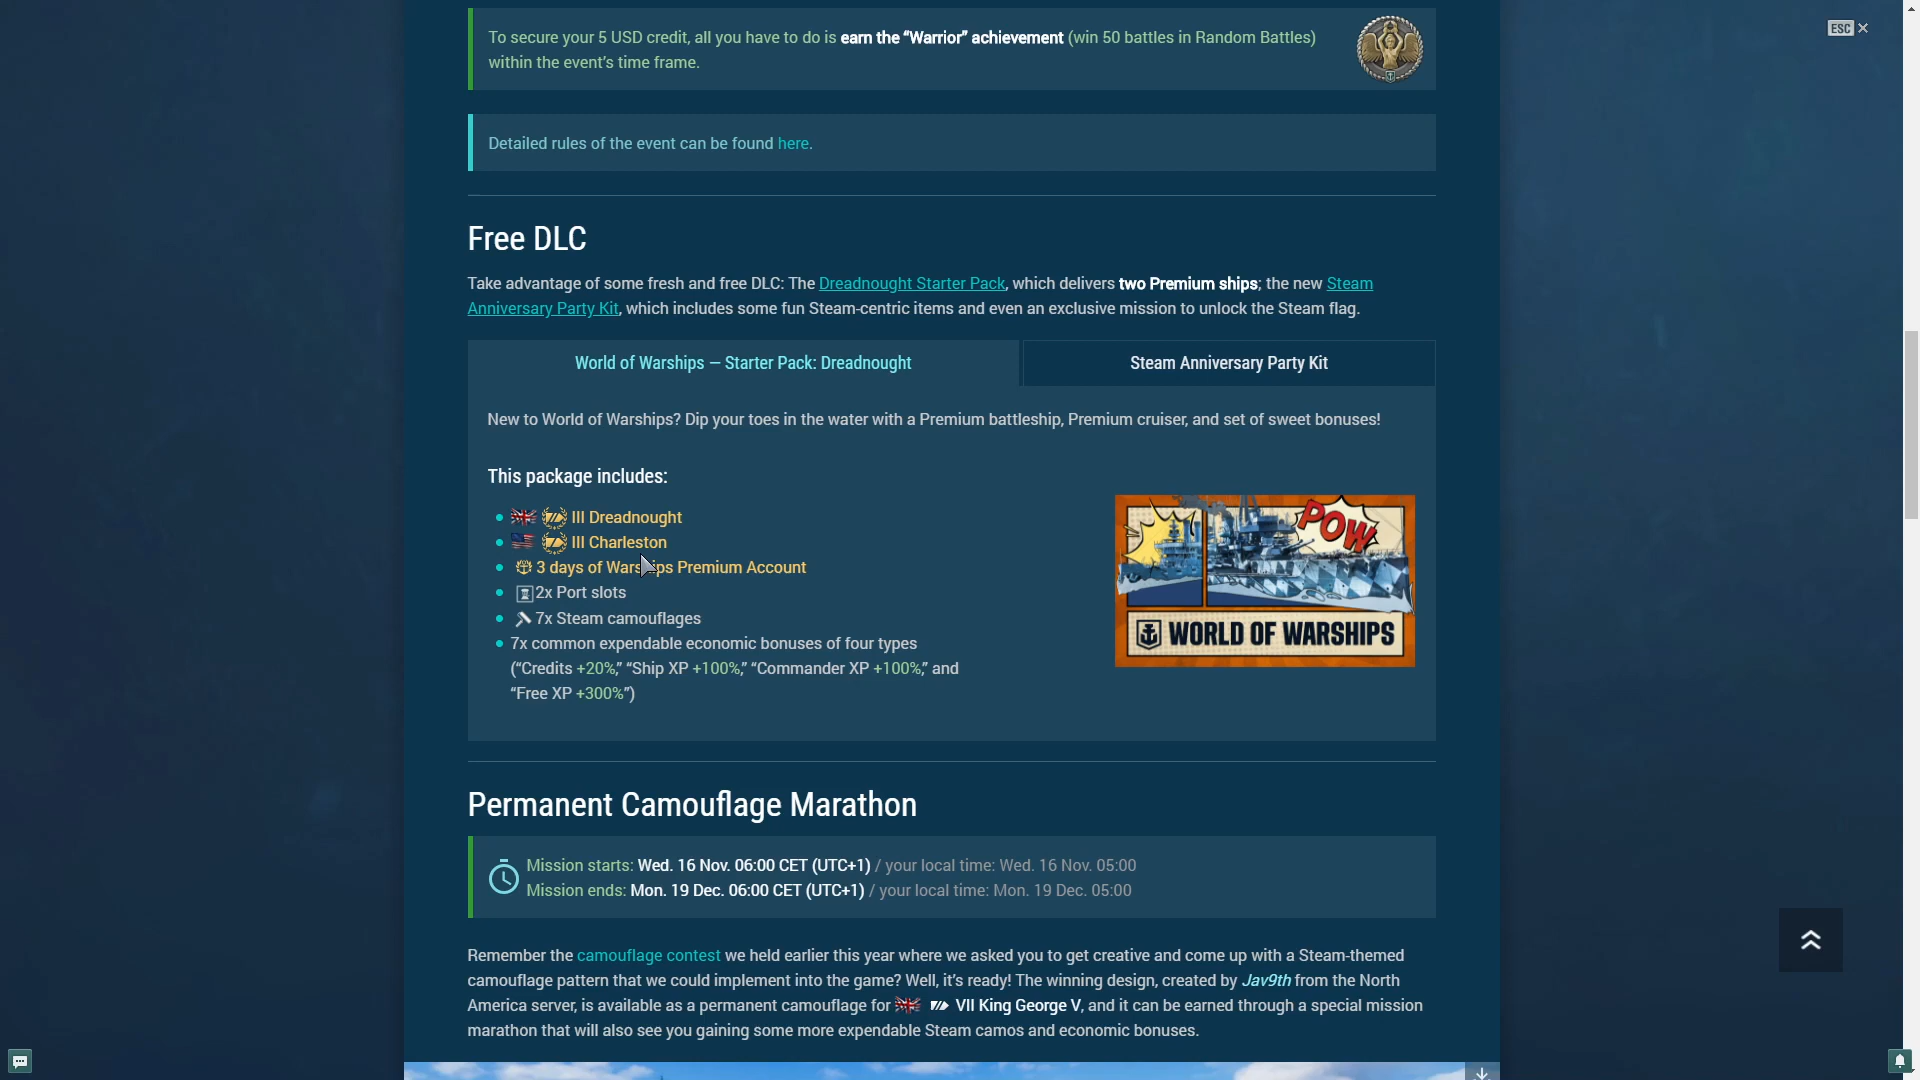 To secure your 5 USD credit, all you have to do is earn the “Warrior” achievement (win 50 battles in Random Battles)
within the event's time frame.
ESC ×
Detailed rules of the event can be found here.
Free DLC
Take advantage of some fresh and free DLC: The Dreadnought Starter Pack, which delivers two Premium ships; the new Steam
Anniversary Party Kit, which includes some fun Steam-centric items and even an exclusive mission to unlock the Steam flag.
World of Warships — Starter Pack: Dreadnought
Steam Anniversary Party Kit
New to World of Warships? Dip your toes in the water with a Premium battleship, Premium cruiser, and set of sweet bonuses!
This package includes:
III Dreadnought
III Charleston
3 days of Warships Premium Account
2x Port slots
7x Steam camouflages
7x common expendable economic bonuses of four types
(“Credits +20%,” “Ship XP +100%,” “Commander XP +100%,” and
“Free XP +300%”)
POW
WORLD OF WARSHIPS
Permanent Camouflage Marathon
Mission starts: Wed. 16 Nov. 06:00 CET (UTC+1) / your local time: Wed. 16 Nov. 05:00
Mission ends: Mon. 19 Dec. 06:00 CET (UTC+1) / your local time: Mon. 19 Dec. 05:00
Remember the camouflage contest we held earlier this year where we asked you to get creative and come up with a Steam-themed
camouflage pattern that we could implement into the game? Well, it's ready! The winning design, created by Jav9th from the North
America server, is available as a permanent camouflage for VII King George V, and it can be earned through a special mission
marathon that will also see you gaining some more expendable Steam camos and economic bonuses.